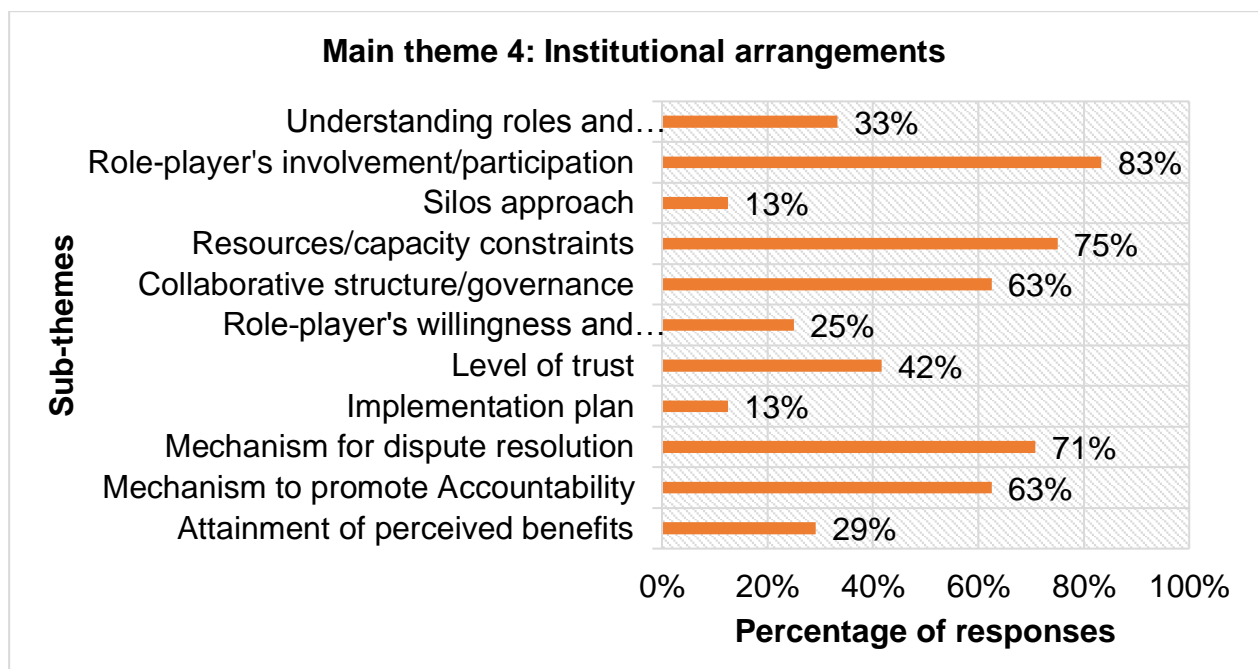 Main theme 4: Institutional arrangements
Sub-themes
Understanding roles and… 33%
Role-player's involvement/participation 83%
Silos approach 13%
Resources/capacity constraints 75%
Collaborative structure/governance 63%
Role-player's willingness and… 25%
Level of trust 42%
Implementation plan 13%
Mechanism for dispute resolution 71%
Mechanism to promote Accountability 63%
Attainment of perceived benefits 29%
0% 20% 40% 60% 80% 100%
Percentage of responses